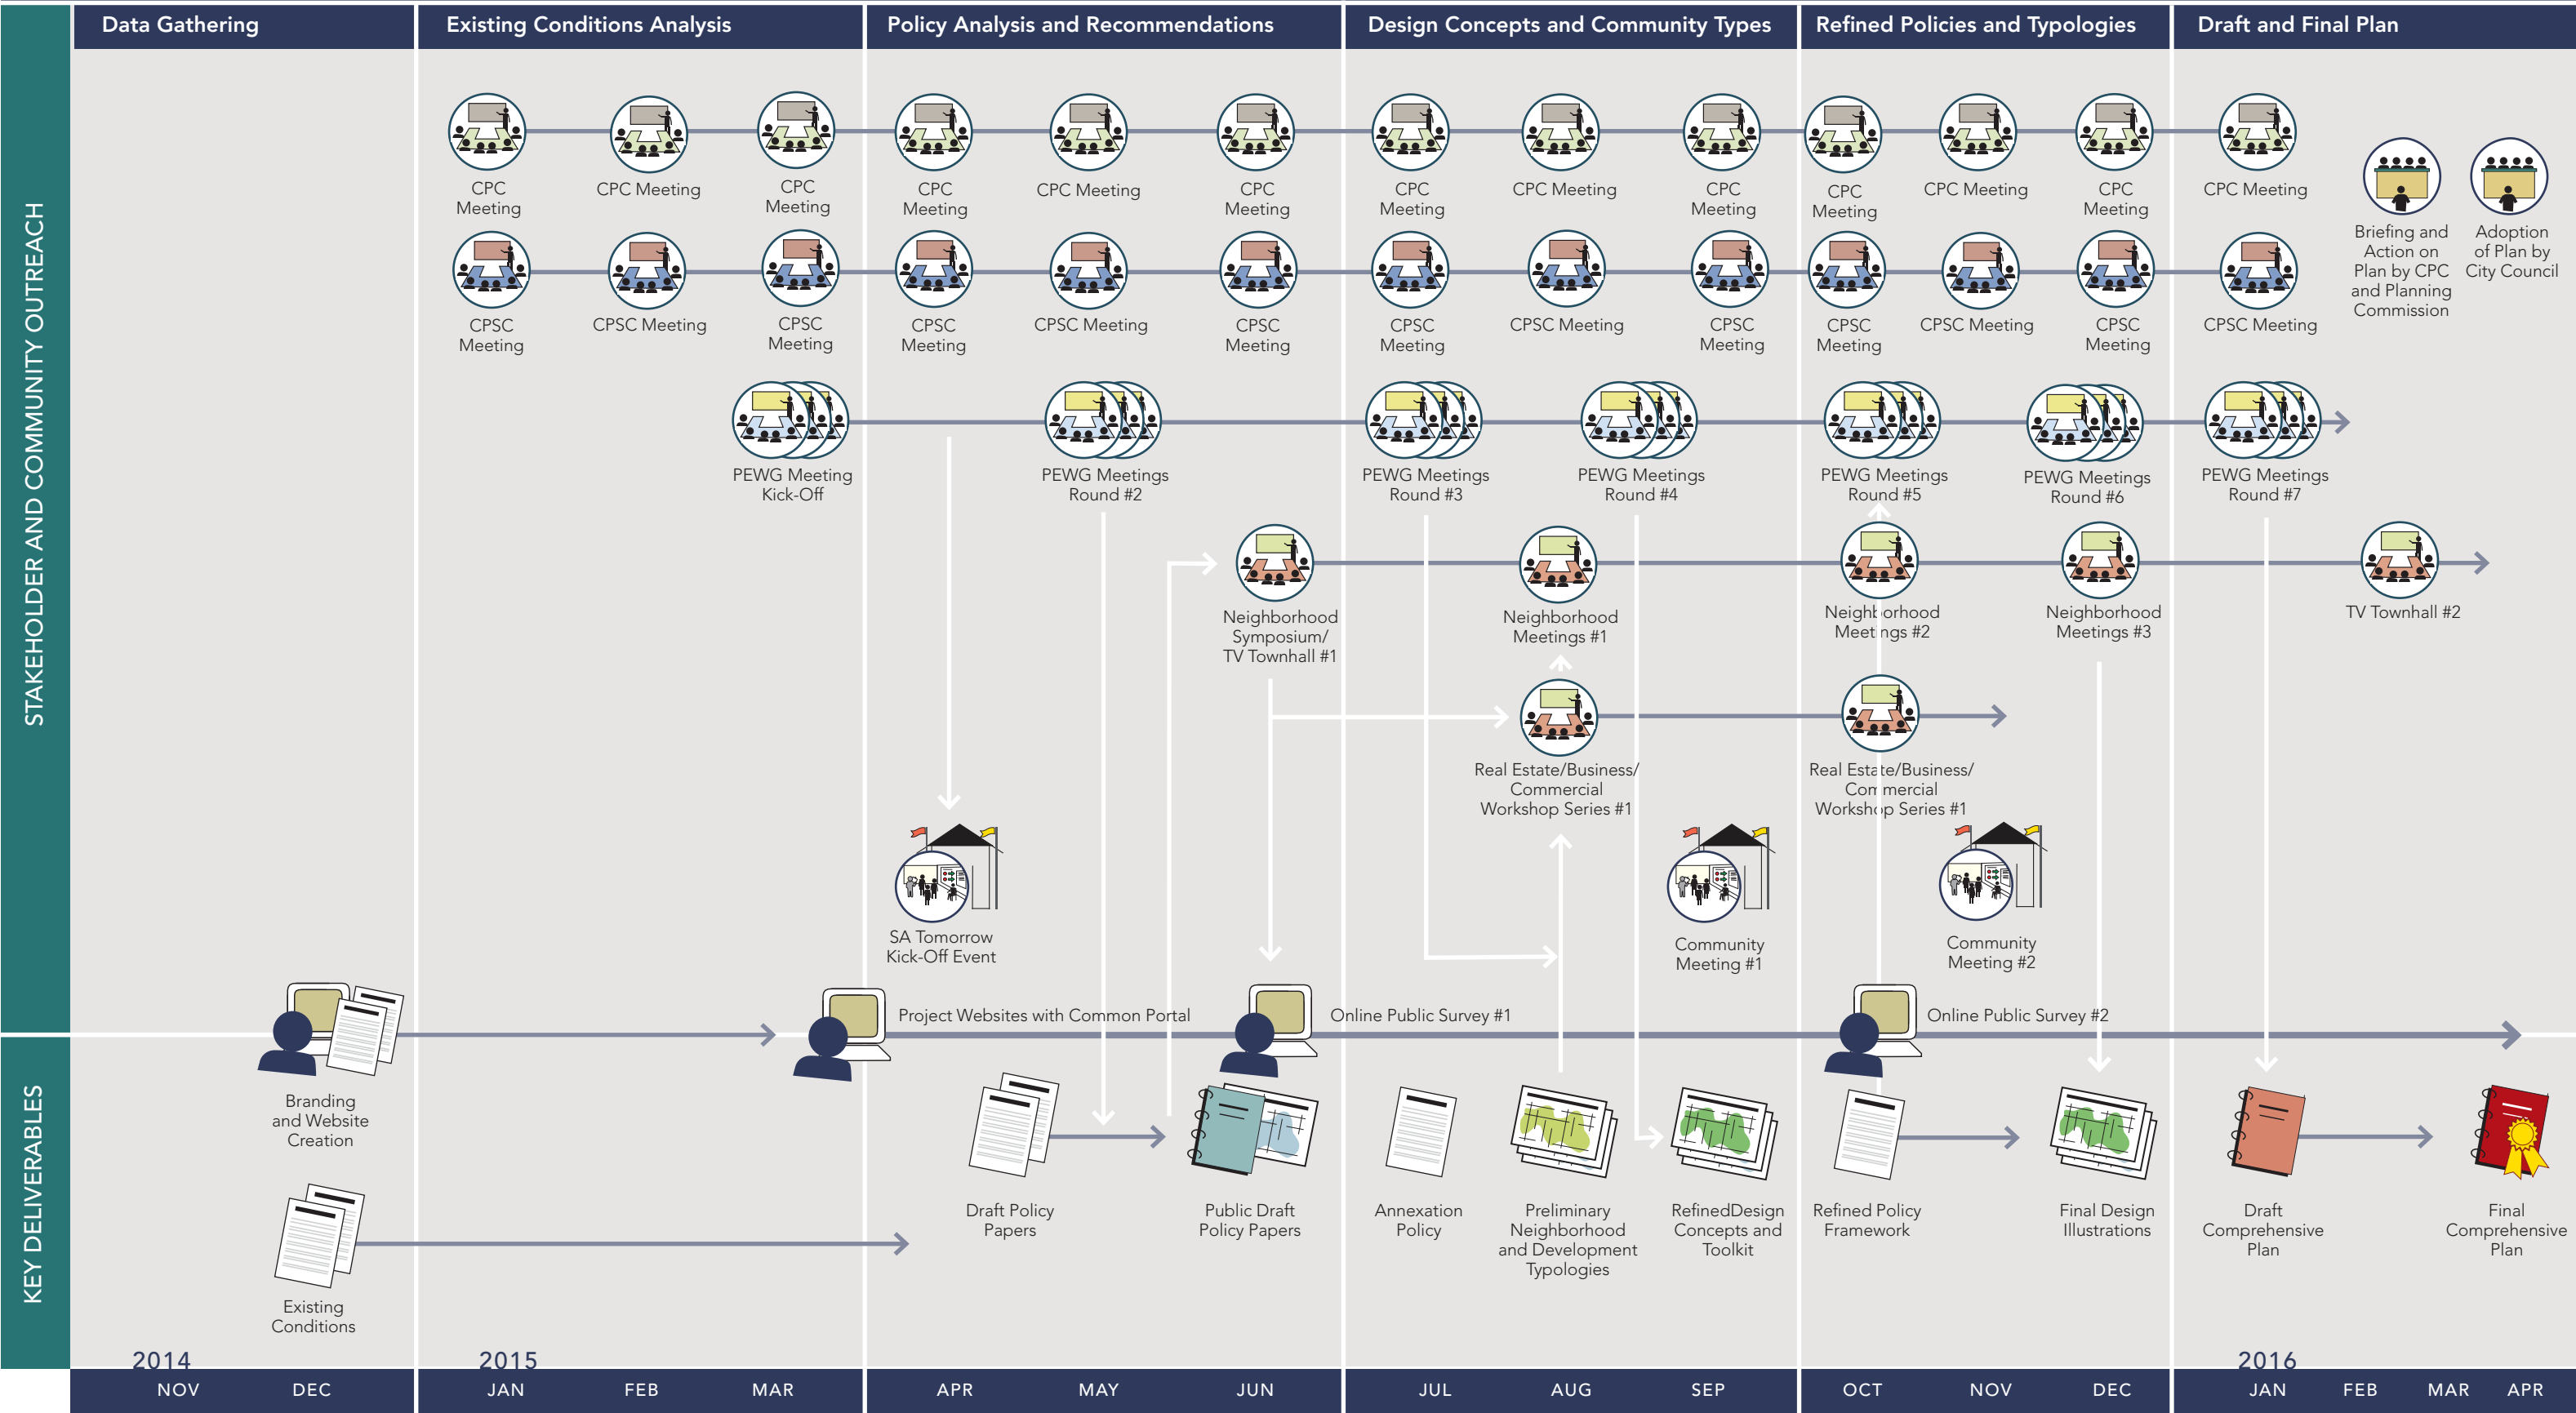 Data Gathering
Existing Conditions Analysis
Policy Analysis and Recommendations
Design Concepts and Community Types
Refined Policies and Typologies
Draft and Final Plan
STAKEHOLDER AND COMMUNITY OUTREACH
CPC
Meeting
CPC Meeting
CPC
Meeting
CPC
Meeting
CPC Meeting
CPC
Meeting
CPC
Meeting
CPC Meeting
CPC
Meeting
CPC
Meeting
CPC Meeting
CPC
Meeting
CPC Meeting
Briefing and
Action on
Plan by CPC
and Planning
Commission
Adoption
of Plan by
City Council
CPSC
Meeting
CPSC Meeting
CPSC
Meeting
CPSC
Meeting
CPSC Meeting
CPSC
Meeting
CPSC
Meeting
CPSC Meeting
CPSC
Meeting
CPSC
Meeting
CPSC Meeting
CPSC
Meeting
CPSC Meeting
PEWG Meeting
Kick-Off
PEWG Meetings
Round #2
PEWG Meetings
Round #3
PEWG Meetings
Round #4
PEWG Meetings
Round #5
PEWG Meetings
Round #6
PEWG Meetings
Round #7
Neighborhood
Symposium/
TV Townhall #1
Neighborhood
Meetings #1
Neighborhood
Meetings #2
Neighborhood
Meetings #3
TV Townhall #2
Real Estate/Business/
Commercial
Workshop Series #1
Real Estate/Business/
Commercial
Workshop Series #1
SA Tomorrow
Kick-Off Event
Community
Meeting #1
Community
Meeting #2
Project Websites with Common Portal
Online Public Survey #1
Online Public Survey #2
KEY DELIVERABLES
Branding
and Website
Creation
Existing
Conditions
Draft Policy
Papers
Public Draft
Policy Papers
Annexation
Policy
Preliminary
Neighborhood
and Development
Typologies
RefinedDesign
Concepts and
Toolkit
Refined Policy
Framework
Final Design
Illustrations
Draft
Comprehensive
Plan
Final
Comprehensive
Plan
2014
2015
2016
NOV
DEC
JAN
FEB
MAR
APR
MAY
JUN
JUL
AUG
SEP
OCT
NOV
DEC
JAN
FEB
MAR
APR